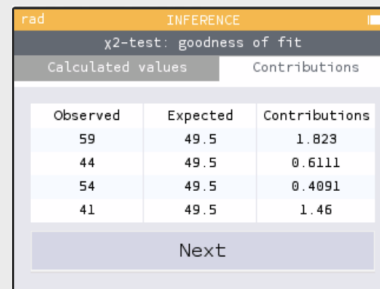 rad INFERENCE
χ2-test: goodness of fit
Calculated values Contributions
Observed Expected Contributions
59 49.5 1.823
44 49.5 0.6111
54 49.5 0.4091
41 49.5 1.46
Next